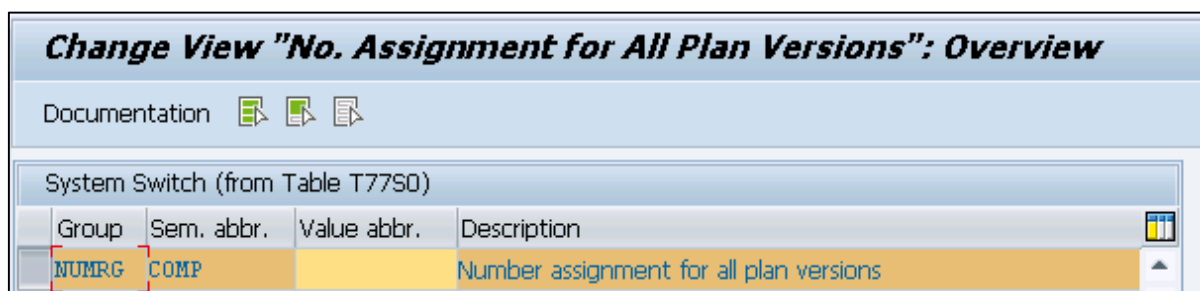 Change View "No. Assignment for All Plan Versions": Overview
Documentation
System Switch (from Table T77S0)
Group Sem. abbr. Value abbr. Description
NUMRG COMP Number assignment for all plan versions